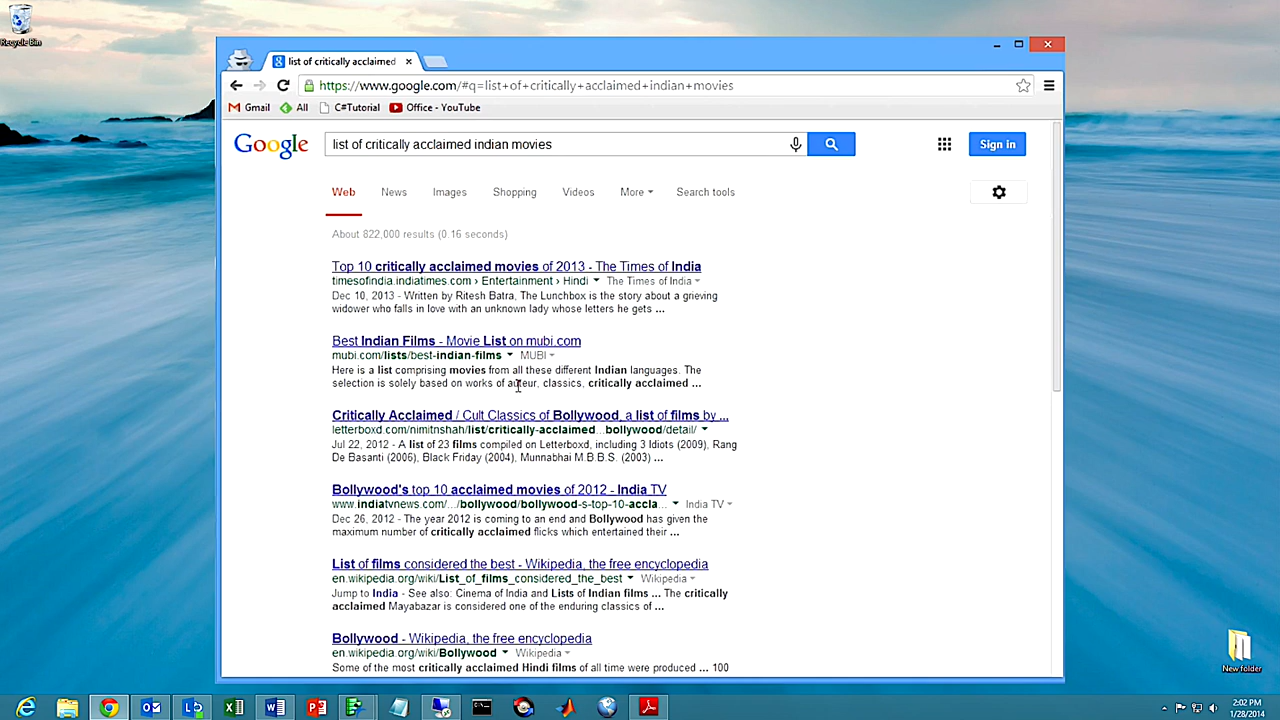 Recycle Bin
list of critically acclaimed
https://www.google.com/#q=list+of+critically+acclaimed+indian+movies
Gmail
All
C#Tutorial
Office - YouTube
Google
list of critically acclaimed indian movies
Sign in
Web
News
Images
Shopping
Videos
More
Search tools
About 822,000 results (0.16 seconds)
Top 10 critically acclaimed movies of 2013 - The Times of India
timesofindia.indiatimes.com › Entertainment › Hindi The Times of India
Dec 10, 2013 - Written by Ritesh Batra, The Lunchbox is the story about a grieving
widower who falls in love with an unknown lady whose letters he gets ...
Best Indian Films - Movie List on mubi.com
mubi.com/lists/best-indian-films MUBI
Here is a list comprising movies from all these different Indian languages. The
selection is solely based on works of auteur, classics, critically acclaimed ...
Critically Acclaimed / Cult Classics of Bollywood, a list of films by ...
letterboxd.com/nimitnshah/list/critically-acclaimed...bollywood/detail/
Jul 22, 2012 - A list of 23 films compiled on Letterboxd, including 3 Idiots (2009), Rang
De Basanti (2006), Black Friday (2004), Munnabhai M.B.B.S. (2003) ...
Bollywood's top 10 acclaimed movies of 2012 - India TV
www.indiatvnews.com/.../bollywood/bollywood-s-top-10-accla... India TV
Dec 26, 2012 - The year 2012 is coming to an end and Bollywood has given the
maximum number of critically acclaimed flicks which entertained their ...
List of films considered the best - Wikipedia, the free encyclopedia
en.wikipedia.org/wiki/List_of_films_considered_the_best Wikipedia
Jump to India - See also: Cinema of India and Lists of Indian films ... The critically
acclaimed Mayabazar is considered one of the enduring classics of ...
Bollywood - Wikipedia, the free encyclopedia
en.wikipedia.org/wiki/Bollywood Wikipedia
Some of the most critically acclaimed Hindi films of all time were produced ... 100
New folder
2:02 PM
1/28/2014